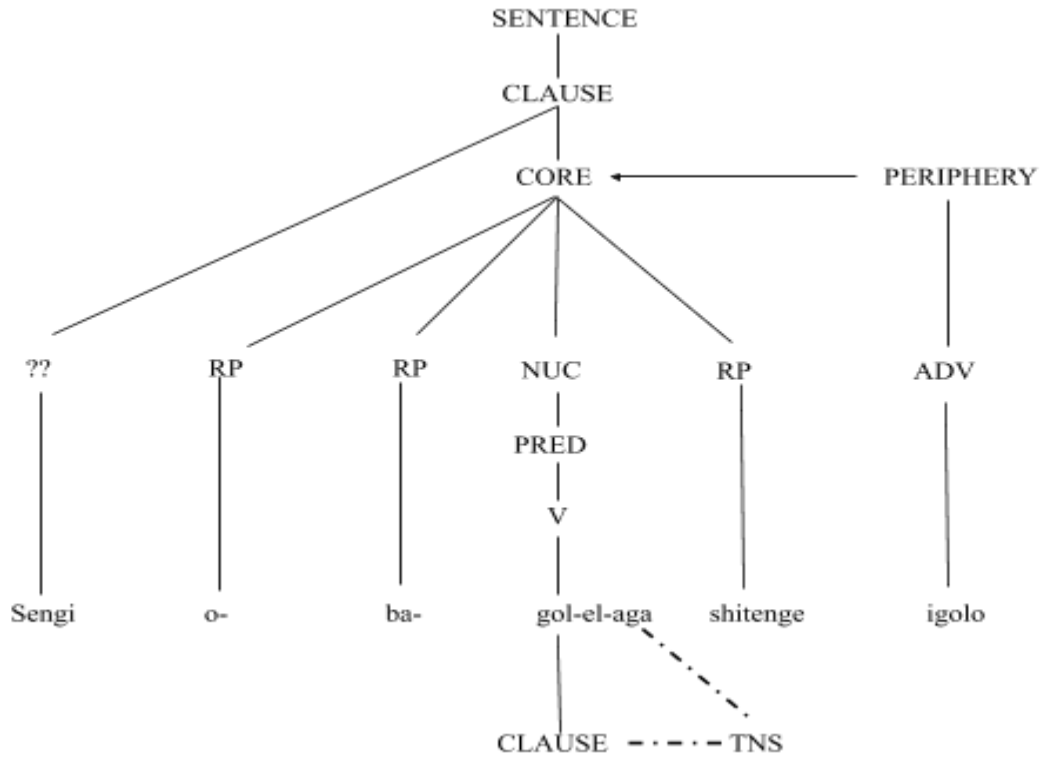 SENTENCE
CLAUSE
CORE PERIPHERY
?? RP RP NUC RP ADV
PRED
V
Sengi o- ba- gol-el-aga shitenge igolo
CLAUSE TNS